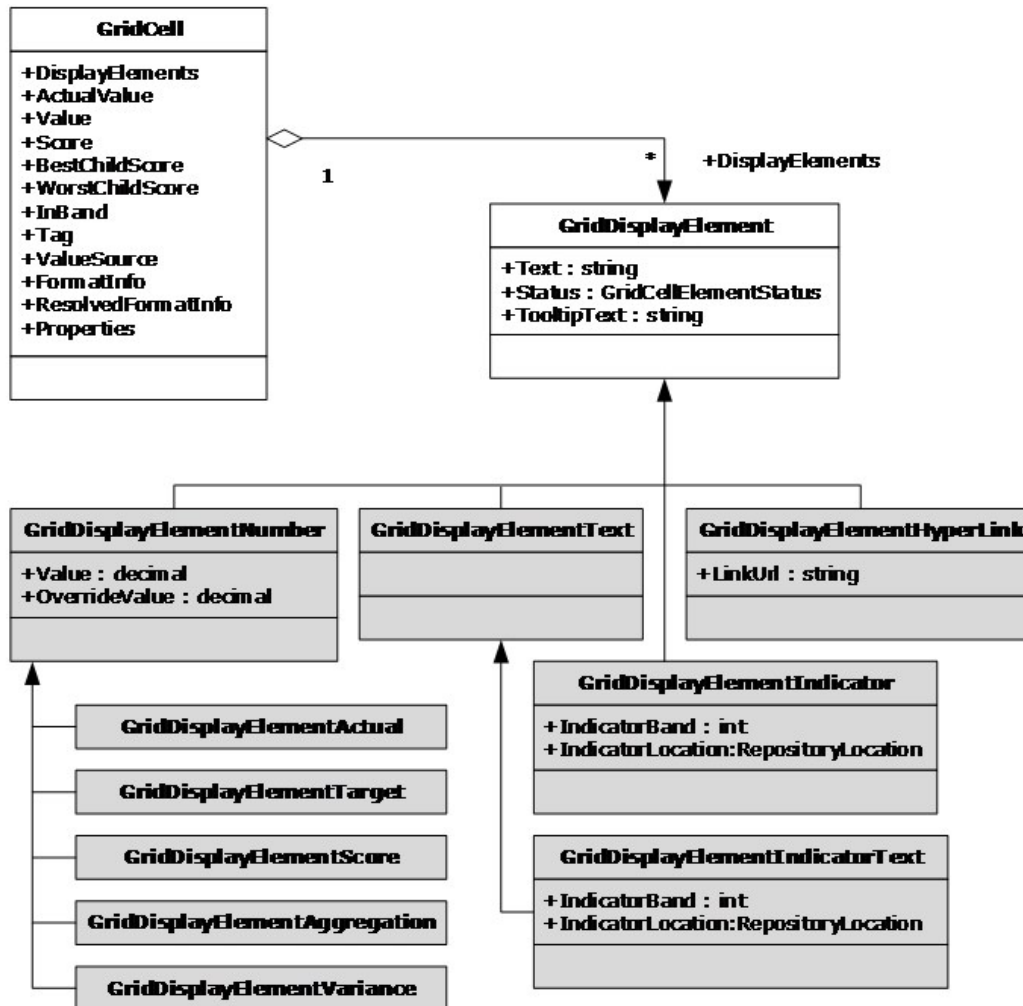 GridCell
+DisplayElements
+ActualValue
+Value
+Score
+BestChildScore
+WorstChildScore
+InBand
+Tag
+ValueSource
+FormatInfo
+ResolvedFormatInfo
+Properties
1
*
+DisplayElements
GridDisplayElement
+Text : string
+Status : GridCellElementStatus
+TooltipText : string
GridDisplayElementNumber
+Value : decimal
+OverrideValue : decimal
GridDisplayElementText
GridDisplayElementHyperLink
+LinkUrl : string
GridDisplayElementIndicator
+IndicatorBand : int
+IndicatorLocation:RepositoryLocation
GridDisplayElementActual
GridDisplayElementTarget
GridDisplayElementScore
GridDisplayElementAggregation
GridDisplayElementVariance
GridDisplayElementIndicatorText
+IndicatorBand : int
+IndicatorLocation:RepositoryLocation